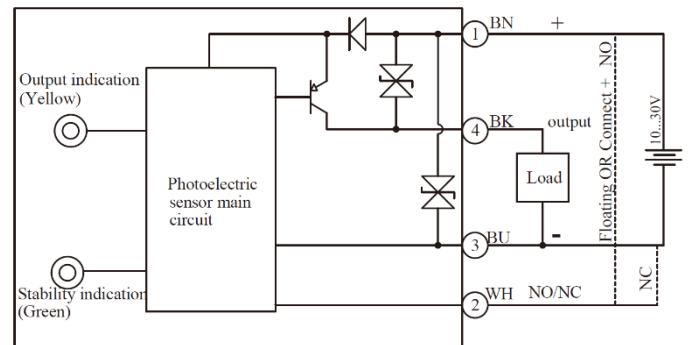 1 BN +
Output indication
(Yellow)
4 BK output
Load
Photoelectric
sensor main
circuit
Floating OR Connect + NO
10...30V
3 BU -
NC
Stability indication
(Green)
2 WH NO/NC